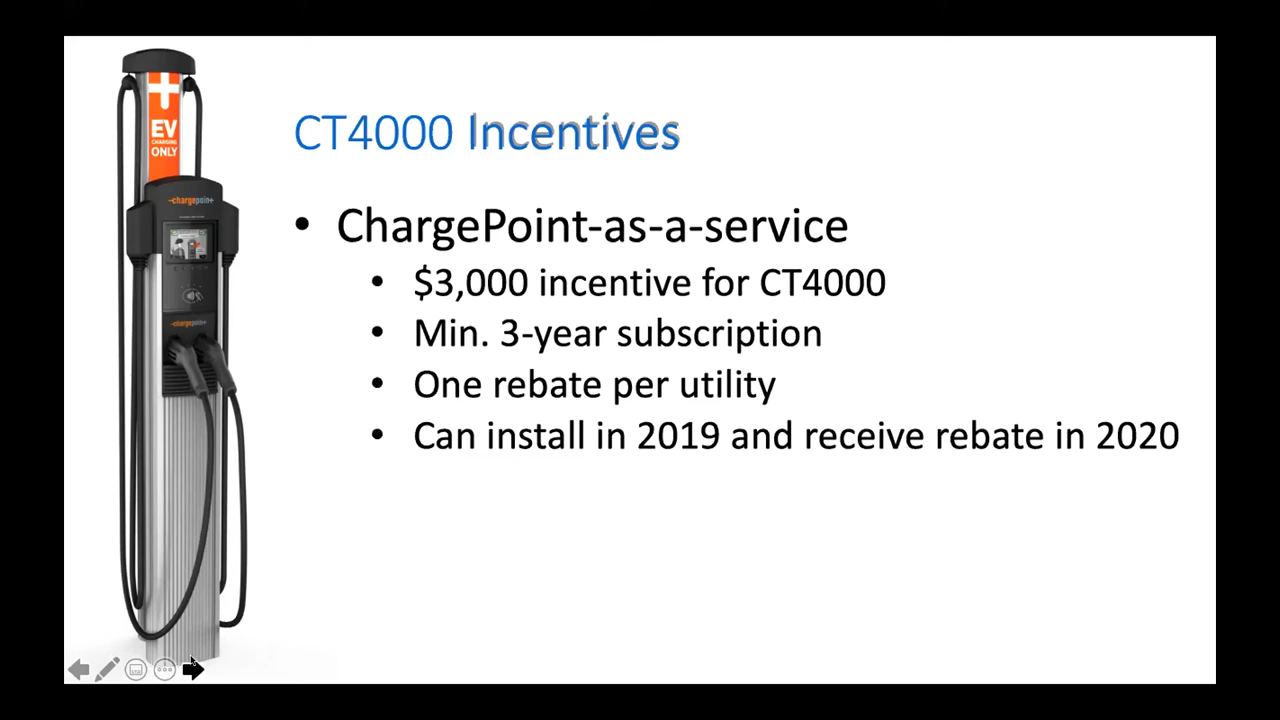 EV
CHARGING
ONLY
-chargepoin+
-chargepoin+
CT4000 Incentives
• ChargePoint-as-a-service
• $3,000 incentive for CT4000
• Min. 3-year subscription
• One rebate per utility
• Can install in 2019 and receive rebate in 2020